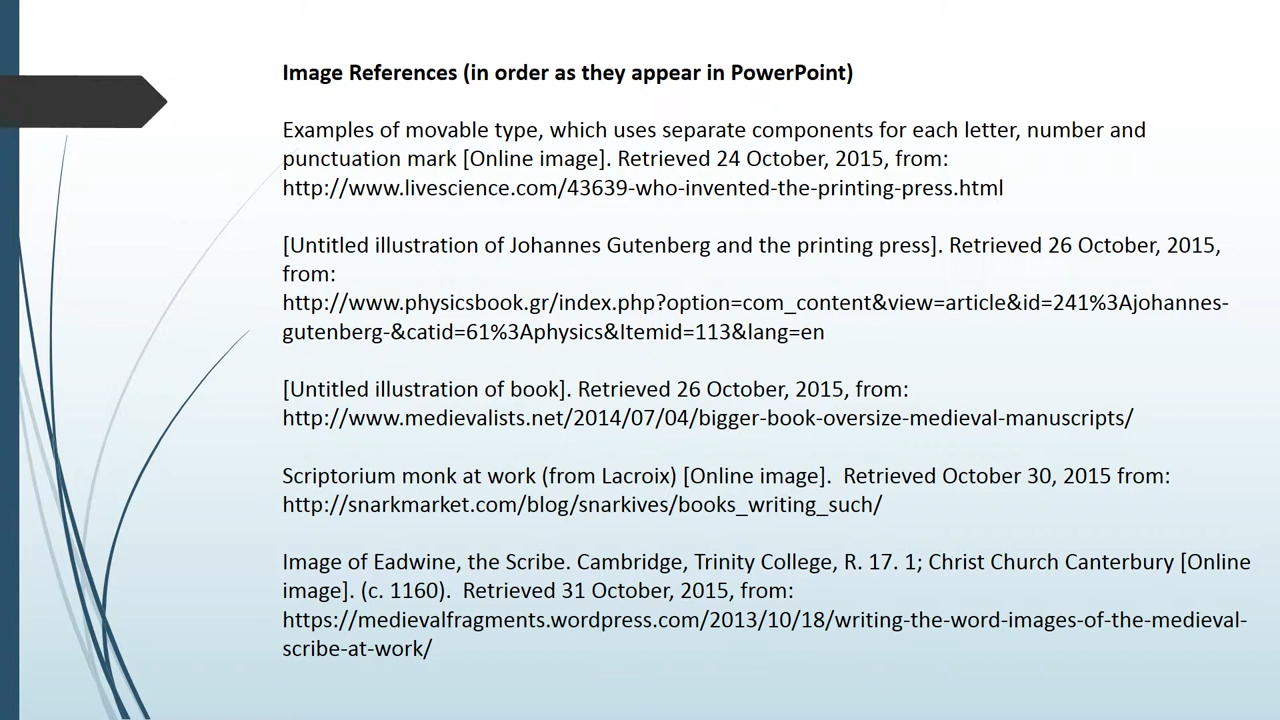 Image References (in order as they appear in PowerPoint)
Examples of movable type, which uses separate components for each letter, number and
punctuation mark [Online image]. Retrieved 24 October, 2015, from:
http://www.livescience.com/43639-who-invented-the-printing-press.html
[Untitled illustration of Johannes Gutenberg and the printing press]. Retrieved 26 October, 2015,
from:
http://www.physicsbook.gr/index.php?option=com_content&view=article&id=241%3Ajohannes-
gutenberg-&catid=61%3Aphysics&Itemid=113&lang=en
[Untitled illustration of book]. Retrieved 26 October, 2015, from:
http://www.medievalists.net/2014/07/04/bigger-book-oversize-medieval-manuscripts/
Scriptorium monk at work (from Lacroix) [Online image].  Retrieved October 30, 2015 from:
http://snarkmarket.com/blog/snarkives/books_writing_such/
Image of Eadwine, the Scribe. Cambridge, Trinity College, R. 17. 1; Christ Church Canterbury [Online
image]. (c. 1160).  Retrieved 31 October, 2015, from:
https://medievalfragments.wordpress.com/2013/10/18/writing-the-word-images-of-the-medieval-
scribe-at-work/